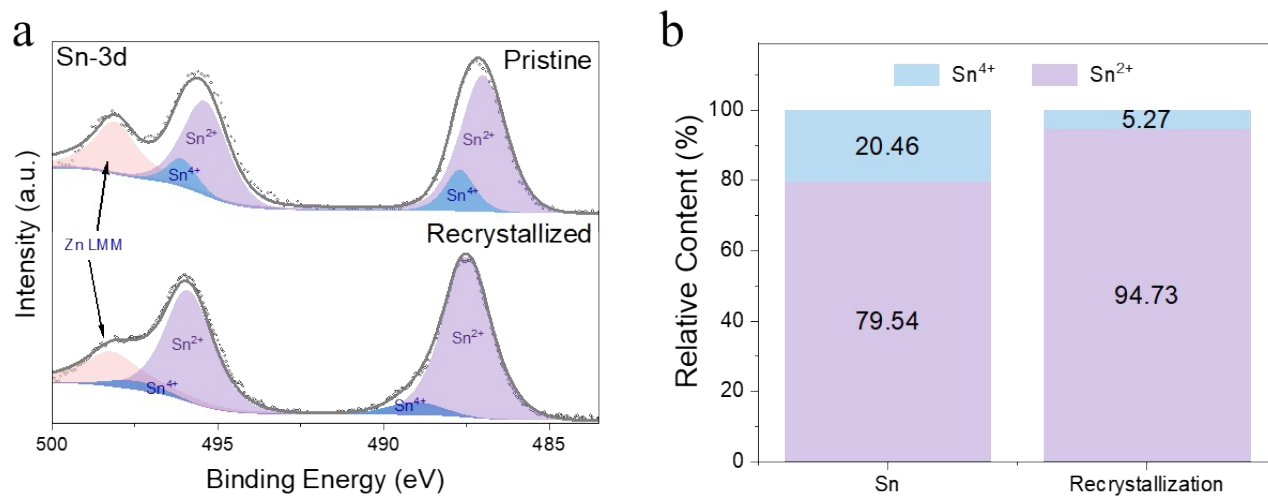 a
Sn-3d
Pristine
Sn²⁺
Sn⁴⁺
Sn²⁺
Sn⁴⁺
Zn LMM
Recrystallized
Sn²⁺
Sn⁴⁺
Sn²⁺
Sn⁴⁺
Intensity (a.u.)
500 495 490 485
Binding Energy (eV)
b
Sn⁴⁺ Sn²⁺
Relative Content (%)
100
80
60
40
20
0
20.46
5.27
79.54
94.73
Sn Recrystallization